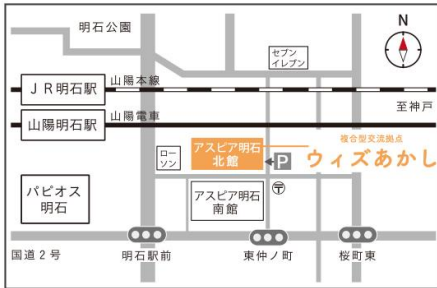 明石公園
N
セブン
イレブン
JR明石駅
山陽本線
至神戸
山陽明石駅
山陽電車
複合型交流拠点
ウィズあかし
アスピア明石
北館
P
ロー
ソン
〒
パピオス
明石
アスピア明石
南館
国道2号
明石駅前
東仲ノ町
桜町東